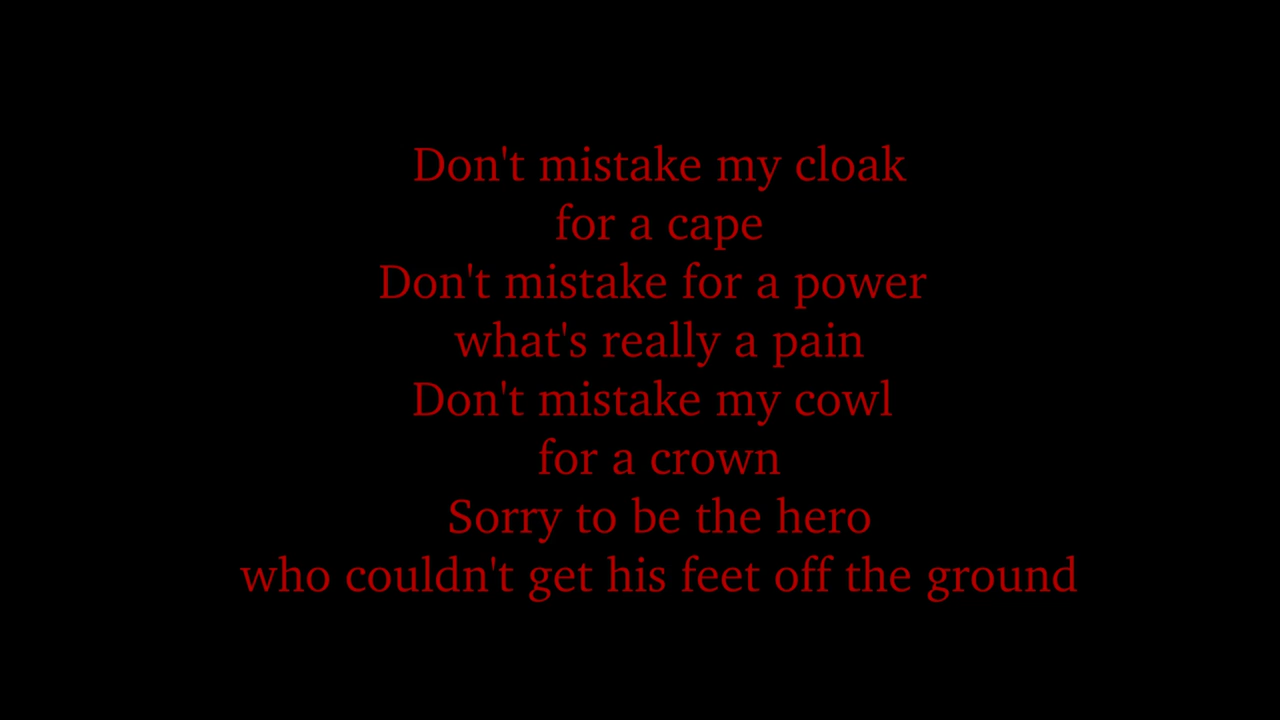 Don't mistake my cloak
for a cape
Don't mistake for a power
what's really a pain
Don't mistake my cowl
for a crown
Sorry to be the hero
who couldn't get his feet off the ground